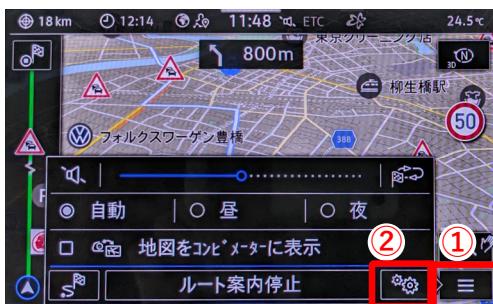 18 km 12:14 11:48 ETC 24.5℃
東京クリーニング店
800m
N
3D
柳生橋駅
50
フォルクスワーゲン豊橋
388
自動 昼 夜
地図をｺﾝﾋﾟﾒｰﾀｰに表示
② ①
ルート案内停止